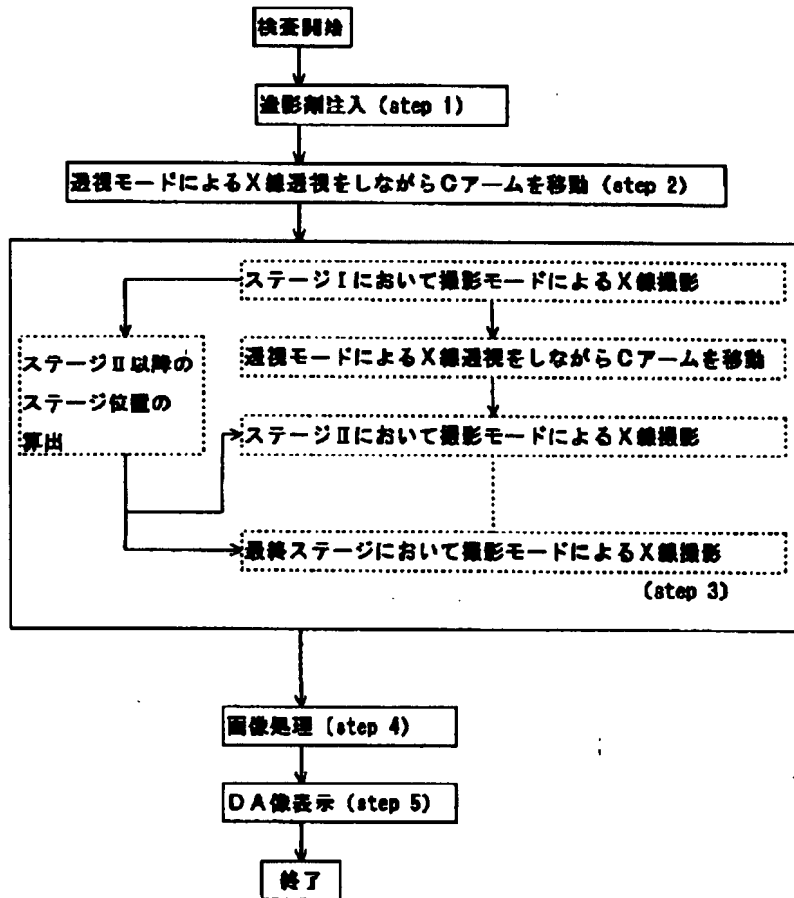 検査開始
造影剤注入 (step 1)
透視モードによるX線透視をしながらCアームを移動 (step 2)
ステージⅠにおいて撮影モードによるX線撮影
透視モードによるX線透視をしながらCアームを移動
ステージⅡ以降の
ステージ位置の
算出
ステージⅡにおいて撮影モードによるX線撮影
最終ステージにおいて撮影モードによるX線撮影
(step 3)
画像処理 (step 4)
DA像表示 (step 5)
終了